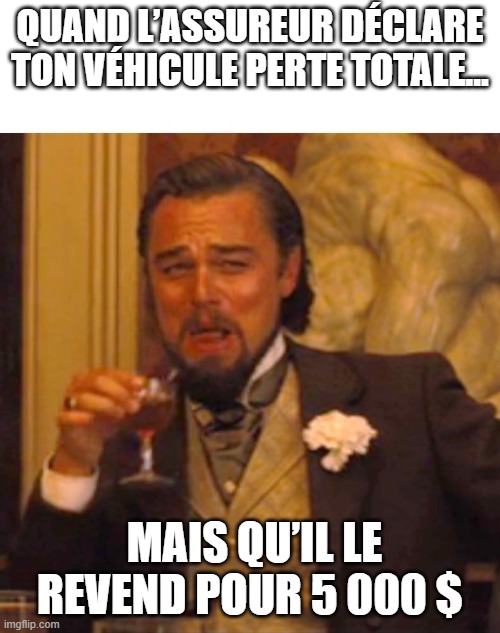 QUAND L’ASSUREUR DÉCLARE
TON VÉHICULE PERTE TOTALE...
MAIS QU’IL LE
REVEND POUR 5 000 $
imgflip.com